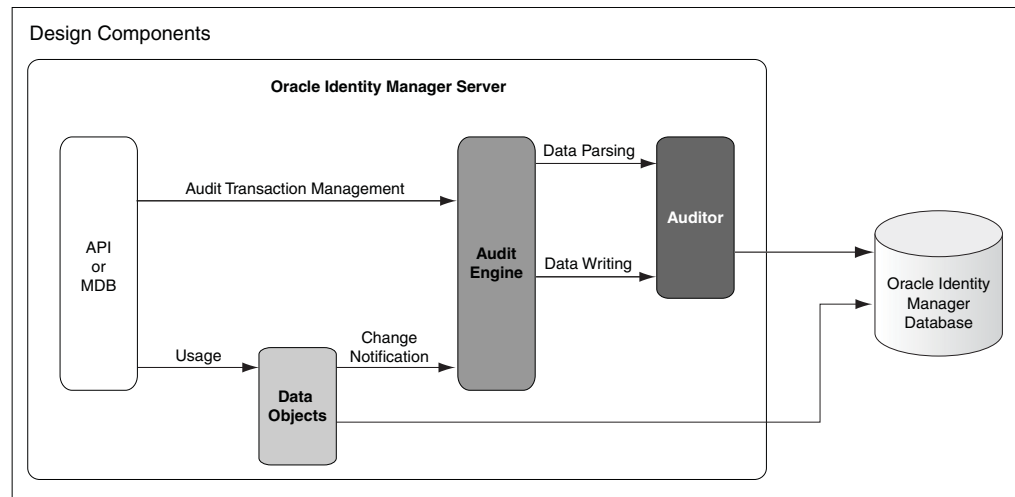 Design Components
Oracle Identity Manager Server
Data Parsing
Audit Transaction Management
Auditor
API
or
MDB
Audit
Engine
Data Writing
Oracle Identity
Manager
Database
Usage
Change
Notification
Data
Objects